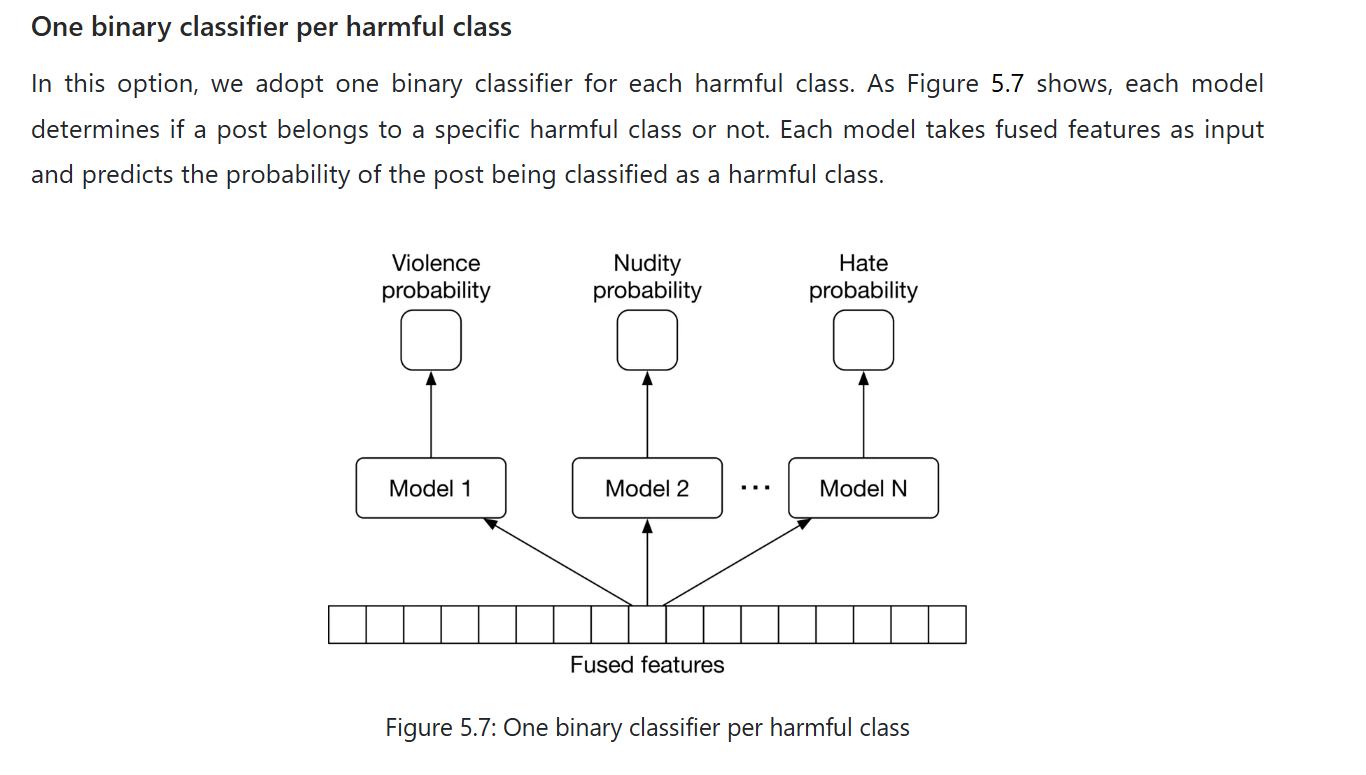 One binary classifier per harmful class
In this option, we adopt one binary classifier for each harmful class. As Figure 5.7 shows, each model
determines if a post belongs to a specific harmful class or not. Each model takes fused features as input
and predicts the probability of the post being classified as a harmful class.
Violence
probability
Nudity
probability
Hate
probability
Model 1
Model 2
...
Model N
Fused features
Figure 5.7: One binary classifier per harmful class